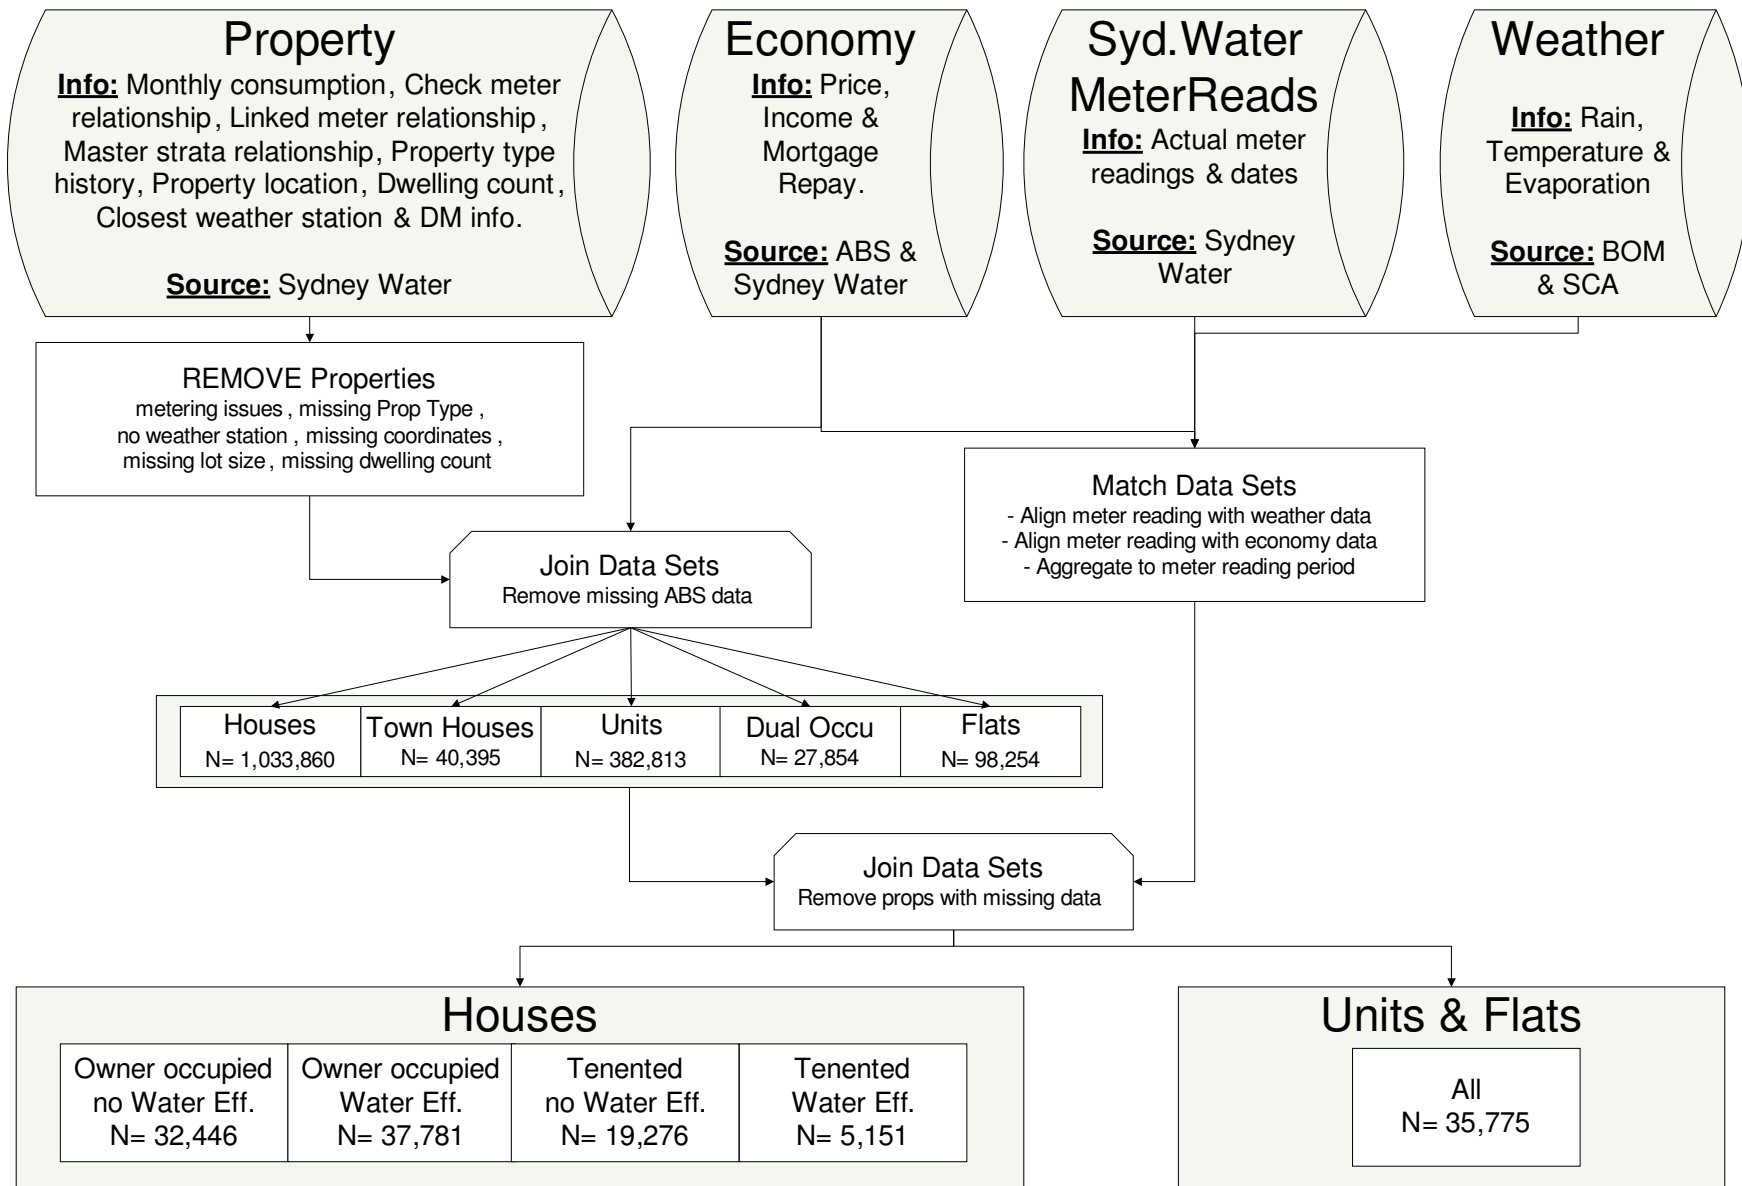 Property
Info: Monthly consumption, Check meter
relationship, Linked meter relationship,
Master strata relationship, Property type
history, Property location, Dwelling count,
Closest weather station & DM info.
Source: Sydney Water
Economy
Info: Price,
Income &
Mortgage
Repay.
Source: ABS &
Sydney Water
Syd.Water
MeterReads
Info: Actual meter
readings & dates
Source: Sydney
Water
Weather
Info: Rain,
Temperature &
Evaporation
Source: BOM
& SCA
REMOVE Properties
metering issues, missing Prop Type,
no weather station, missing coordinates,
missing lot size, missing dwelling count
Match Data Sets
- Align meter reading with weather data
- Align meter reading with economy data
- Aggregate to meter reading period
Join Data Sets
Remove missing ABS data
Houses
N= 1,033,860
Town Houses
N= 40,395
Units
N= 382,813
Dual Occu
N= 27,854
Flats
N= 98,254
Join Data Sets
Remove props with missing data
Houses
Owner occupied
no Water Eff.
N= 32,446
Owner occupied
Water Eff.
N= 37,781
Tenented
no Water Eff.
N= 19,276
Tenented
Water Eff.
N= 5,151
Units & Flats
All
N= 35,775